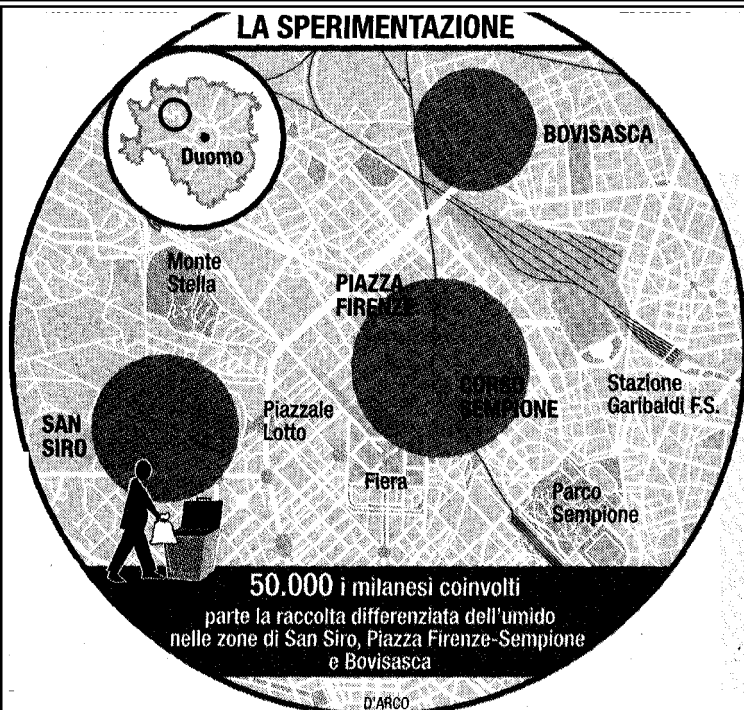 LA SPERIMENTAZIONE
Duomo
BOVISASCA
Monte
Stella
PIAZZA
FIRENZE
SAN
SIRO
Piazzale
Lotto
CORSO
SEMPIONE
Stazione
Garibaldi F.S.
Fiera
Parco
Sempione
50.000 i milanesi coinvolti
parte la raccolta differenziata dell'umido
nelle zone di San Siro, Piazza Firenze-Sempione
e Bovisasca
D'ARCO